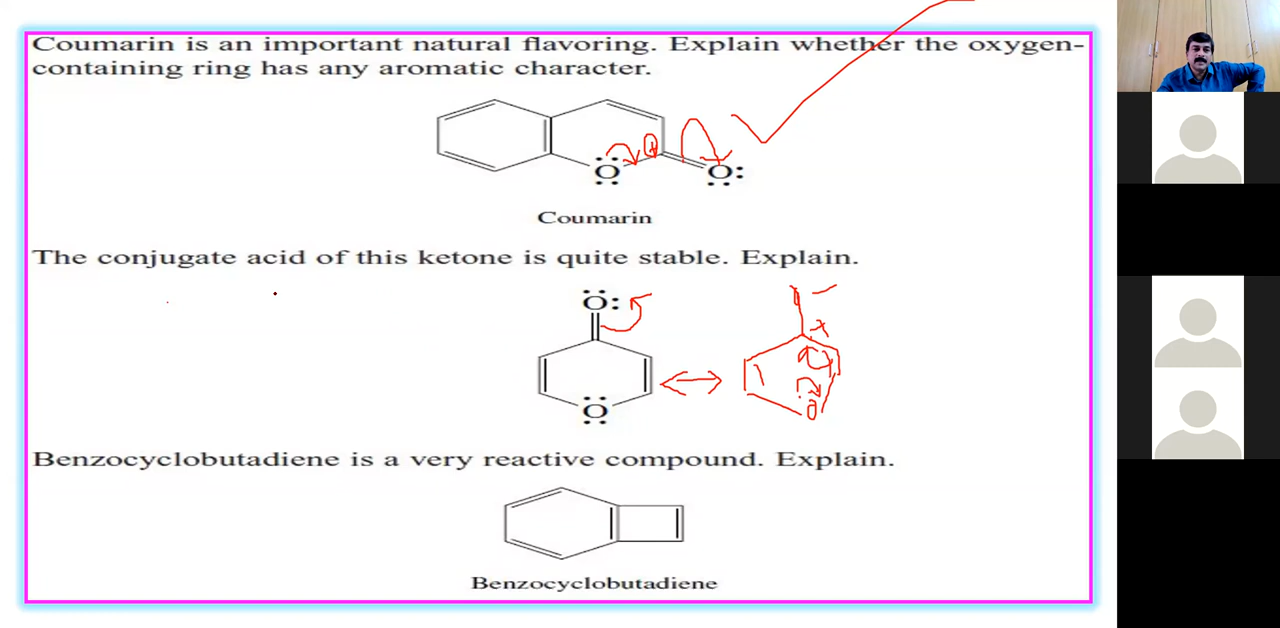 Coumarin is an important natural flavoring. Explain whether the oxygen-
containing ring has any aromatic character.
+
O O:
Coumarin
The conjugate acid of this ketone is quite stable. Explain.
O: −
+
O O
Benzocyclobutadiene is a very reactive compound. Explain.
Benzocyclobutadiene